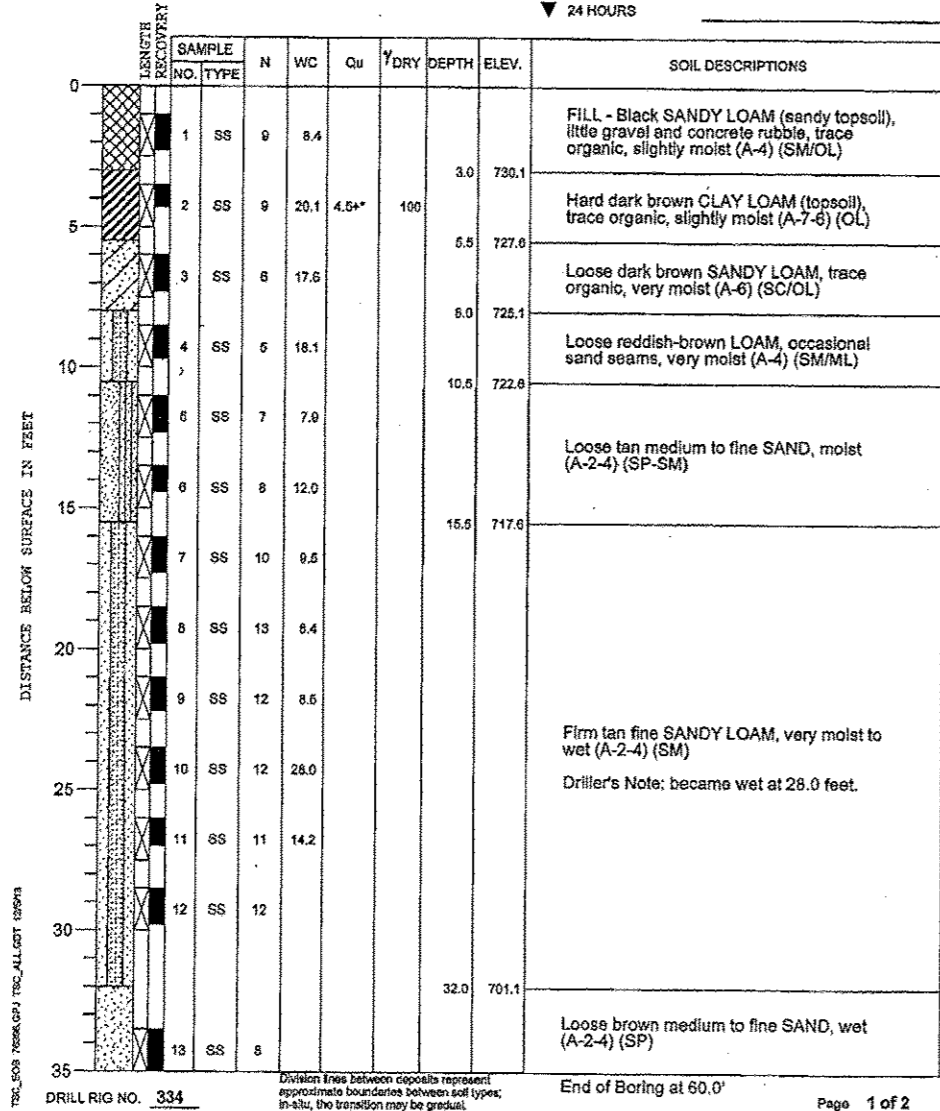 ▼ 24 HOURS
LENGTH RECOVERY SAMPLE N WC Qu γDRY DEPTH ELEV. SOIL DESCRIPTIONS
NO. TYPE
DISTANCE BELOW SURFACE IN FEET
0
FILL - Black SANDY LOAM (sandy topsoil),
little gravel and concrete rubble, trace
organic, slightly moist (A-4) (SM/OL)
1 SS 9 8.4
3.0 730.1
Hard dark brown CLAY LOAM (topsoil),
trace organic, slightly moist (A-7-6) (OL)
2 SS 9 20.1 4.5+* 100
5
5.5 727.6
Loose dark brown SANDY LOAM, trace
organic, very moist (A-6) (SC/OL)
3 SS 6 17.6
8.0 725.1
Loose reddish-brown LOAM, occasional
sand seams, very moist (A-4) (SM/ML)
4 SS 5 18.1
10
10.5 722.6
5 SS 7 7.9
Loose tan medium to fine SAND, moist
(A-2-4) (SP-SM)
6 SS 8 12.0
15
15.5 717.6
7 SS 10 9.5
8 SS 13 6.4
20
9 SS 12 8.5
Firm tan fine SANDY LOAM, very moist to
wet (A-2-4) (SM)
10 SS 12 26.0
Driller's Note: became wet at 28.0 feet.
25
11 SS 11 14.2
12 SS 12
30
32.0 701.1
Loose brown medium to fine SAND, wet
(A-2-4) (SP)
13 SS 8
35
End of Boring at 60.0'
DRILL RIG NO. 334
Division lines between deposits represent
approximate boundaries between soil types;
in-situ, the transition may be gradual.
Page 1 of 2